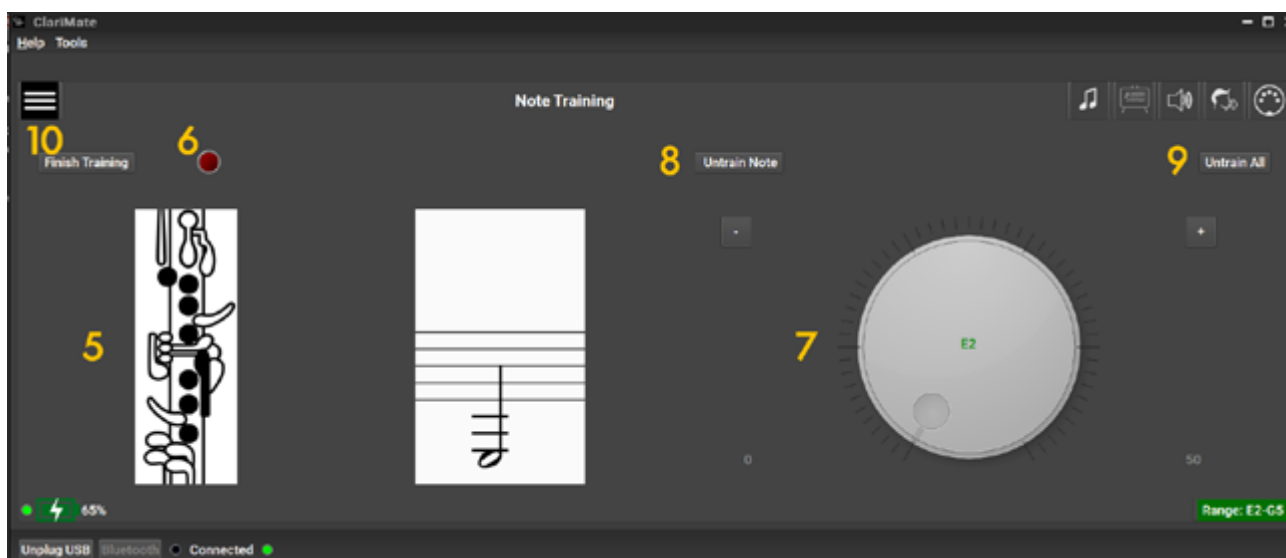 ClariMate
Help Tools
Note Training
10 6 8 9
Finish Training Untrain Note Untrain All
- +
5 7 E2
0 50
65%
Range: E2-G5
Unplug USB Bluetooth Connected